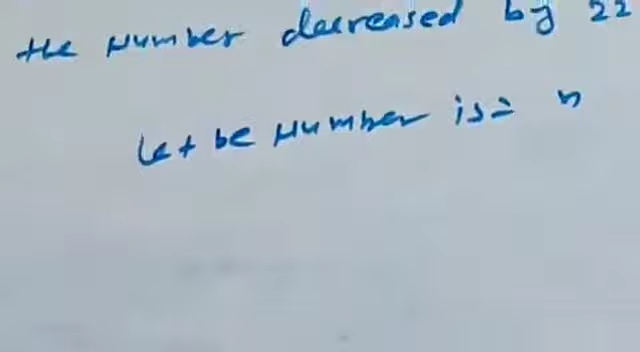 the number decreased by 22
let be number is = n